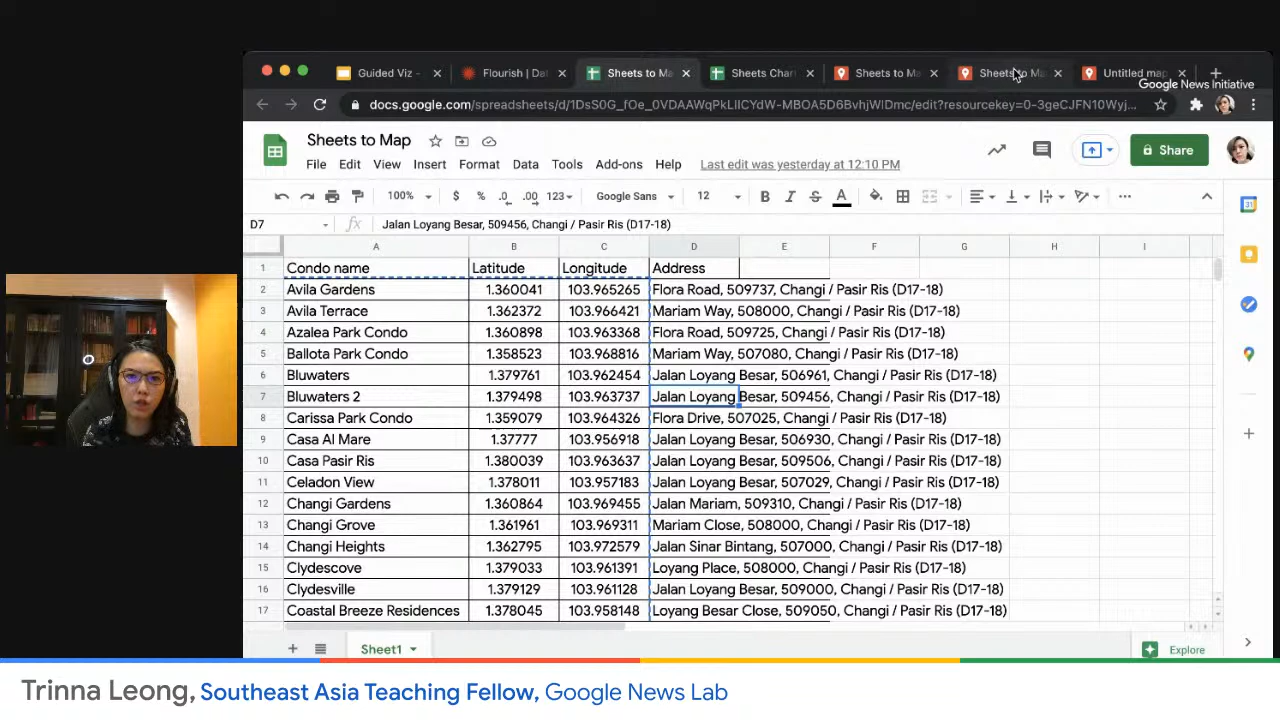 Guided Viz -
Flourish | Dat
Sheets to Ma
Sheets Chart
Sheets to Ma
Sheets to Ma
Untitled map
Google News Initiative
docs.google.com/spreadsheets/d/1DsS0G_fOe_0VDAAWqPkLIICYdW-MBOA5D6BvhjWlDmc/edit?resourcekey=0-3geCJFN10Wyj...
Sheets to Map
File Edit View Insert Format Data Tools Add-ons Help Last edit was yesterday at 12:10 PM
Share
100% $ % .0 .00 123 Google Sans 12 B I S A
D7 fx Jalan Loyang Besar, 509456, Changi / Pasir Ris (D17-18)
A B C D E F G H I
1 Condo name Latitude Longitude Address
2 Avila Gardens 1.360041 103.965265 Flora Road, 509737, Changi / Pasir Ris (D17-18)
3 Avila Terrace 1.362372 103.966421 Mariam Way, 508000, Changi / Pasir Ris (D17-18)
4 Azalea Park Condo 1.360898 103.963368 Flora Road, 509725, Changi / Pasir Ris (D17-18)
5 Ballota Park Condo 1.358523 103.968816 Mariam Way, 507080, Changi / Pasir Ris (D17-18)
6 Bluwaters 1.379761 103.962454 Jalan Loyang Besar, 506961, Changi / Pasir Ris (D17-18)
7 Bluwaters 2 1.379498 103.963737 Jalan Loyang Besar, 509456, Changi / Pasir Ris (D17-18)
8 Carissa Park Condo 1.359079 103.964326 Flora Drive, 507025, Changi / Pasir Ris (D17-18)
9 Casa Al Mare 1.37777 103.956918 Jalan Loyang Besar, 506930, Changi / Pasir Ris (D17-18)
10 Casa Pasir Ris 1.380039 103.963637 Jalan Loyang Besar, 509506, Changi / Pasir Ris (D17-18)
11 Celadon View 1.378011 103.957183 Jalan Loyang Besar, 507029, Changi / Pasir Ris (D17-18)
12 Changi Gardens 1.360864 103.969455 Jalan Mariam, 509310, Changi / Pasir Ris (D17-18)
13 Changi Grove 1.361961 103.969311 Mariam Close, 508000, Changi / Pasir Ris (D17-18)
14 Changi Heights 1.362795 103.972579 Jalan Sinar Bintang, 507000, Changi / Pasir Ris (D17-18)
15 Clydescove 1.379033 103.961391 Loyang Place, 508000, Changi / Pasir Ris (D17-18)
16 Clydesville 1.379129 103.961128 Jalan Loyang Besar, 509000, Changi / Pasir Ris (D17-18)
17 Coastal Breeze Residences 1.378045 103.958148 Loyang Besar Close, 509050, Changi / Pasir Ris (D17-18)
Sheet1
Explore
Trinna Leong, Southeast Asia Teaching Fellow, Google News Lab